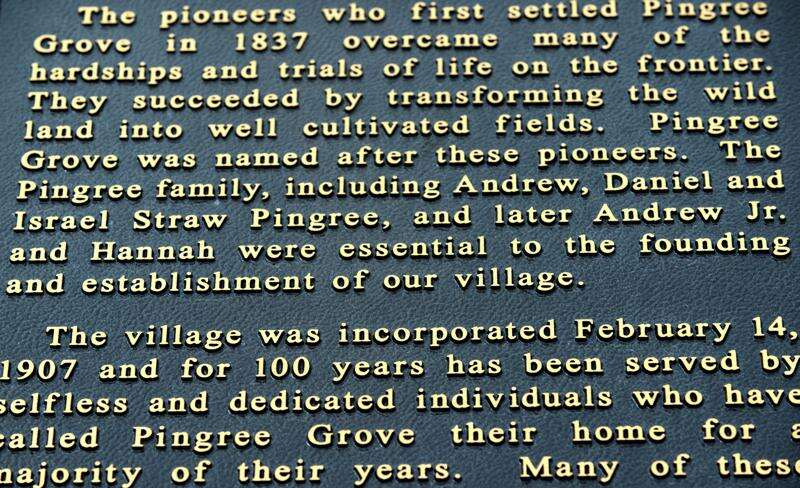 The pioneers who first settled Pingree
Grove in 1837 overcame many of the
hardships and trials of life on the frontier.
They succeeded by transforming the wild
land into well cultivated fields. Pingree
Grove was named after these pioneers. The
Pingree family, including Andrew, Daniel and
Israel Straw Pingree, and later Andrew Jr.
and Hannah were essential to the founding
and establishment of our village.
The village was incorporated February 14,
1907 and for 100 years has been served by
selfless and dedicated individuals who have
called Pingree Grove their home for a
majority of their years. Many of these